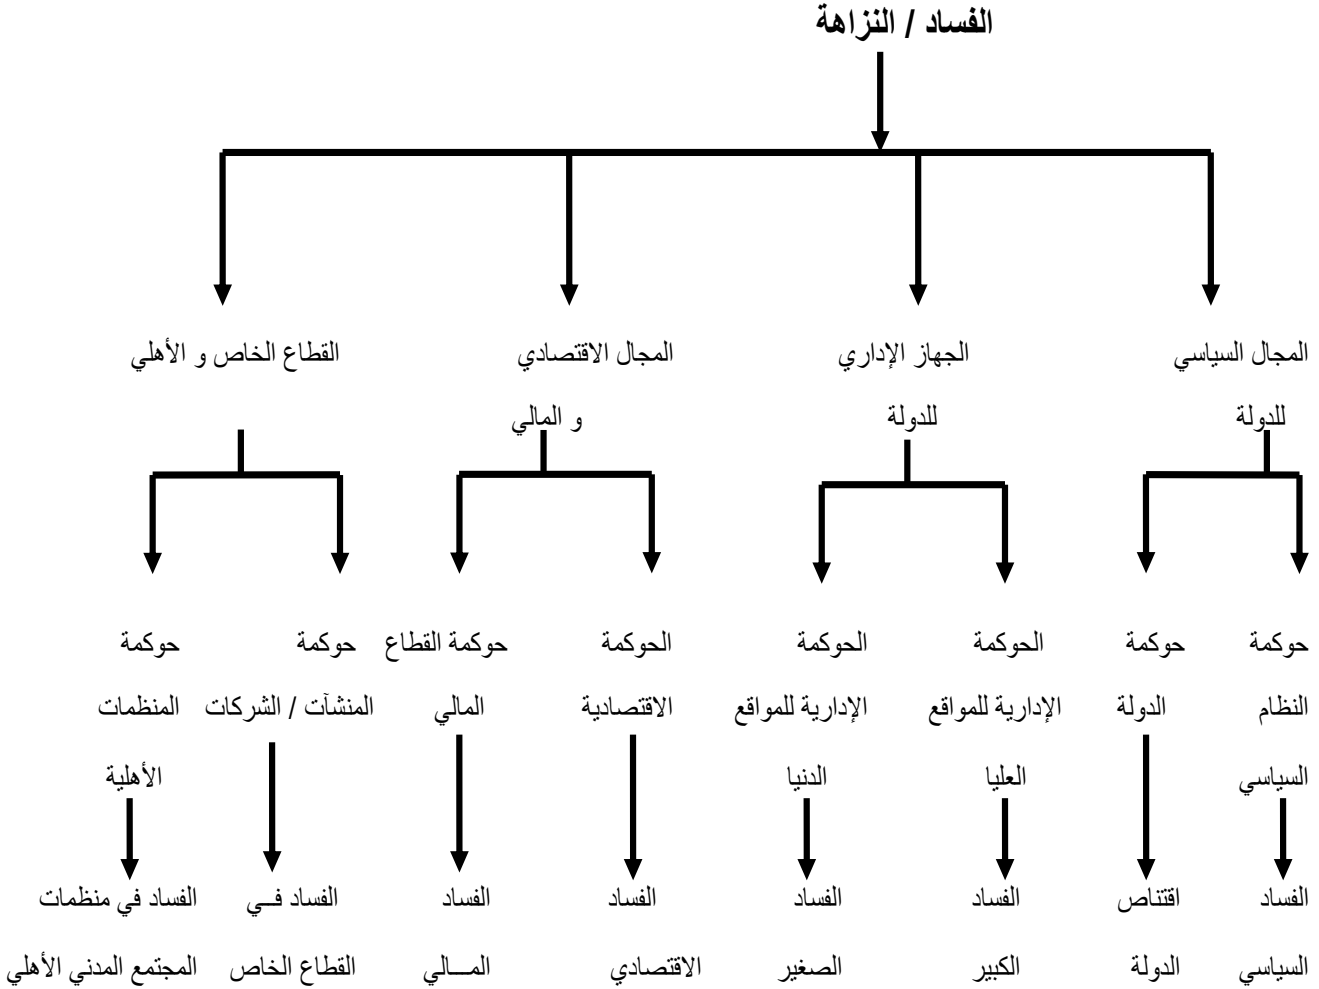 الفساد / النزاهة
المجال السياسي
للدولة
الجهاز الإداري
للدولة
المجال الاقتصادي
و المالي
القطاع الخاص و الأهلي
حوكمة
النظام
السياسي
حوكمة
الدولة
الحوكمة
الإدارية للمواقع
العليا
الحوكمة
الإدارية للمواقع
الدنيا
الحوكمة
الاقتصادية
حوكمة القطاع
المالي
حوكمة
المنشآت / الشركات
حوكمة
المنظمات
الأهلية
الفساد
السياسي
اقتناص
الدولة
الفساد
الكبير
الفساد
الصغير
الفساد
الاقتصادي
الفساد
المـــالي
الفساد فــي
القطاع الخاص
الفساد في منظمات
المجتمع المدني الأهلي